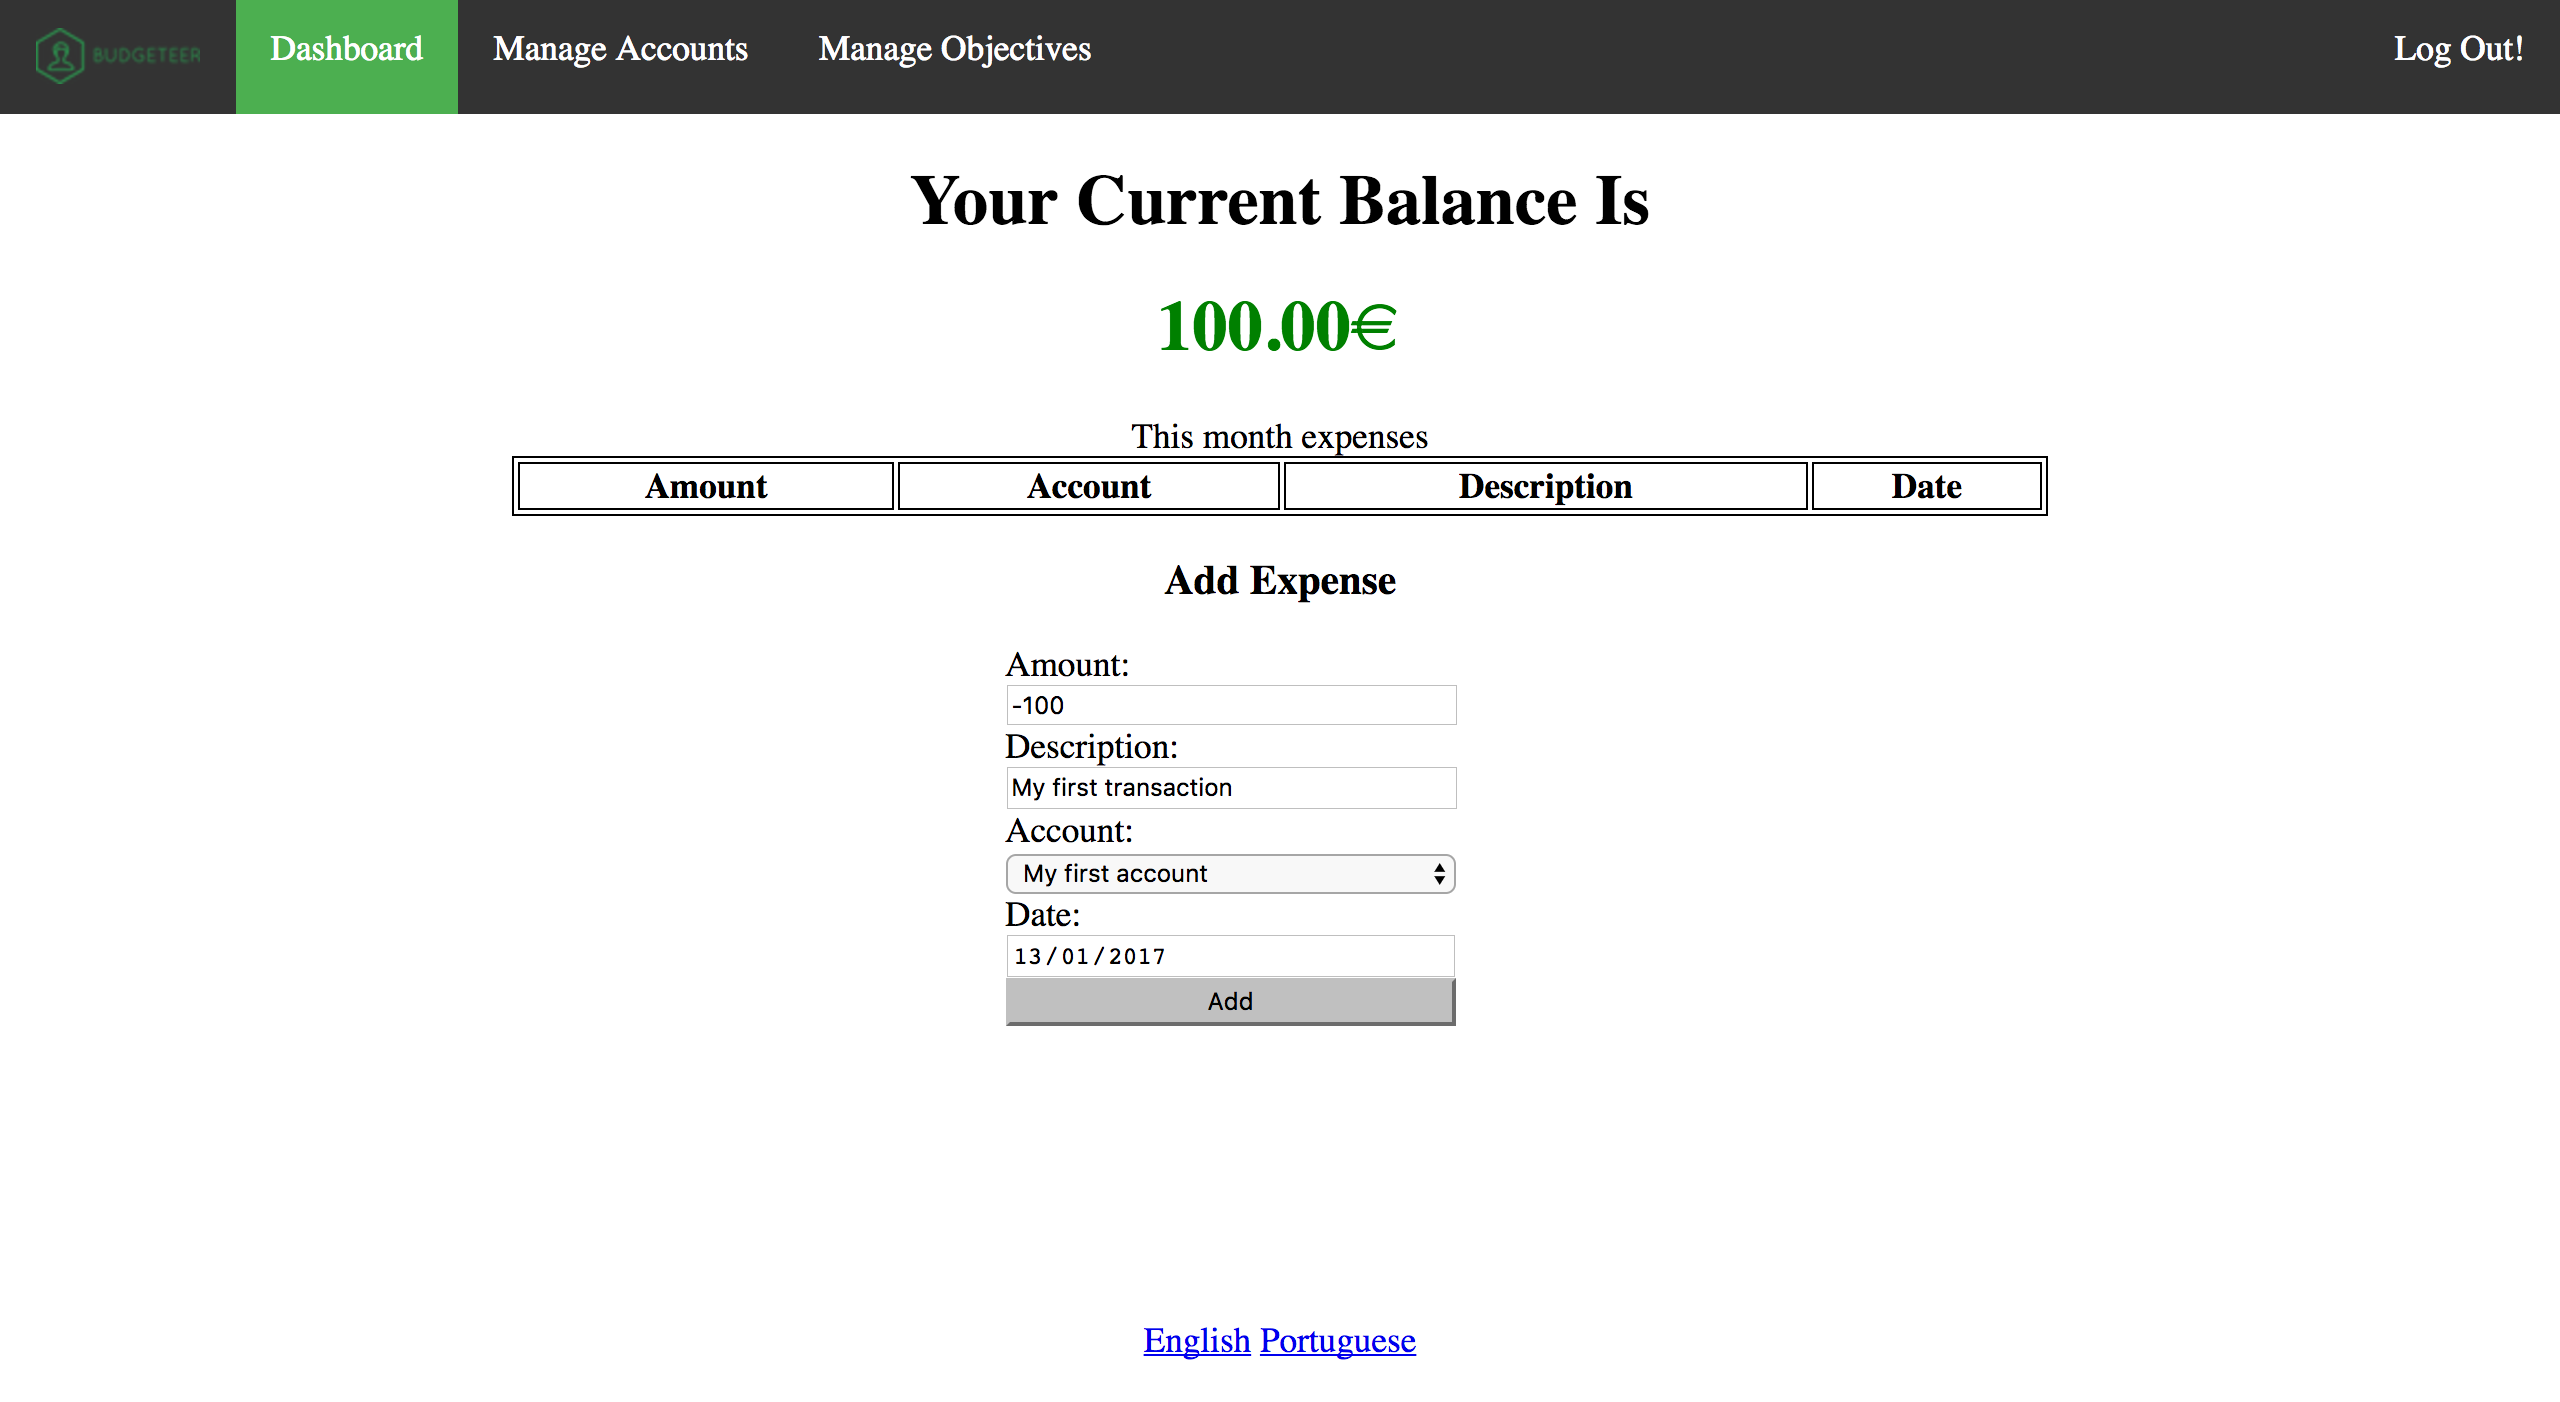 BUDGETEER Dashboard Manage Accounts Manage Objectives Log Out!
Your Current Balance Is
100.00€
This month expenses
Amount Account Description Date
Add Expense
Amount:
-100
Description:
My first transaction
Account:
My first account
Date:
13/01/2017
Add
English Portuguese